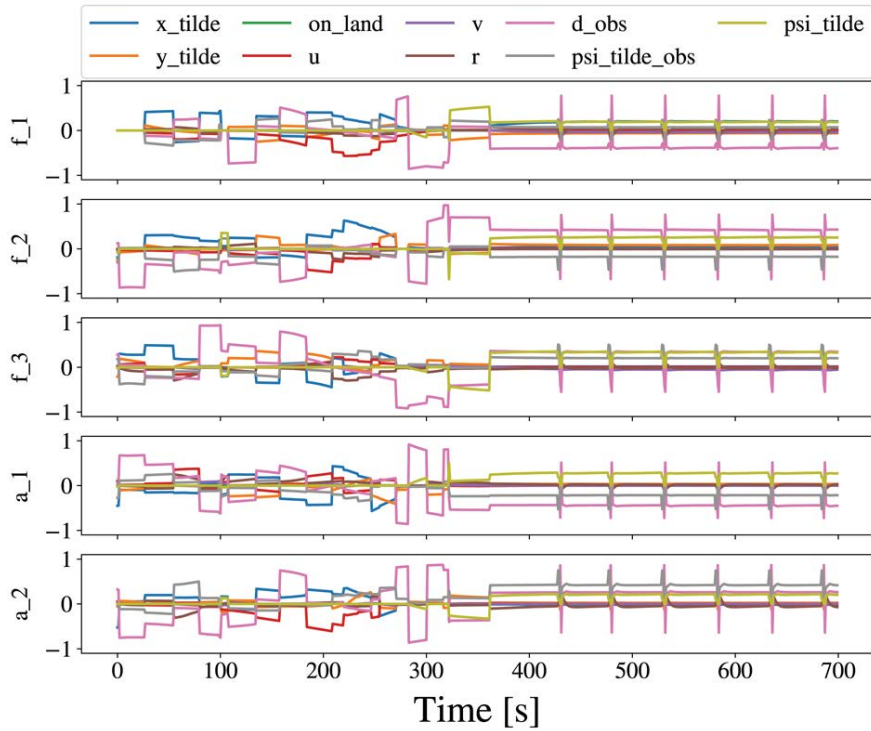 x_tilde on_land v d_obs psi_tilde
y_tilde u r psi_tilde_obs
1
0
−1
f_1
1
0
−1
f_2
1
0
−1
f_3
1
0
−1
a_1
1
0
−1
a_2
0 100 200 300 400 500 600 700
Time [s]